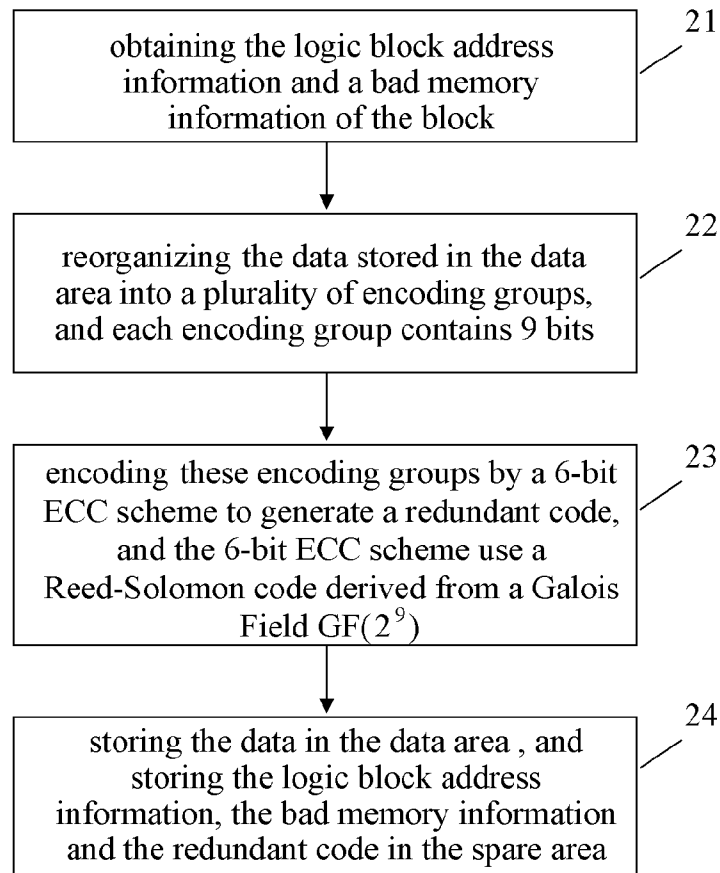 21
obtaining the logic block address
information and a bad memory
information of the block
22
reorganizing the data stored in the data
area into a plurality of encoding groups,
and each encoding group contains 9 bits
23
encoding these encoding groups by a 6-bit
ECC scheme to generate a redundant code,
and the 6-bit ECC scheme use a
Reed-Solomon code derived from a Galois
Field GF(2⁹)
24
storing the data in the data area , and
storing the logic block address
information, the bad memory information
and the redundant code in the spare area